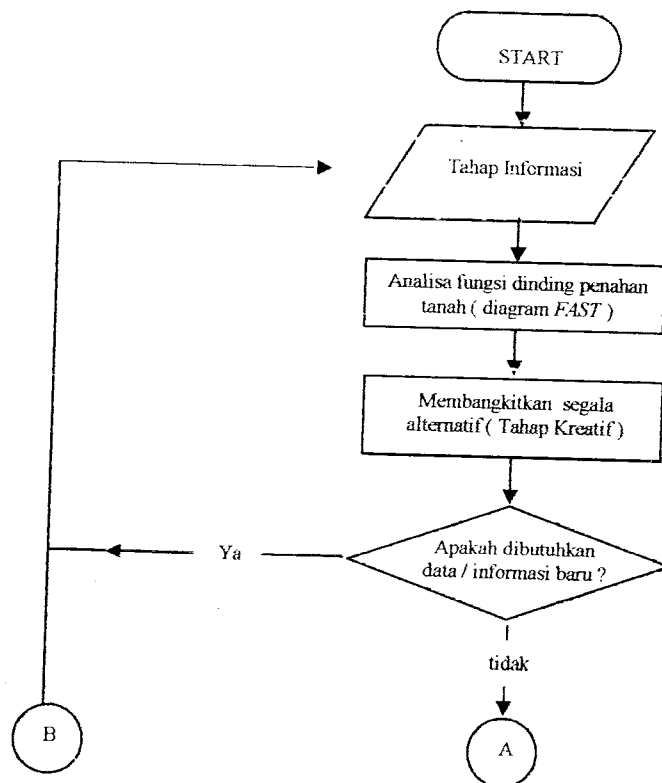 START
Tahap Informasi
Analisa fungsi dinding penahan
tanah ( diagram FAST )
Membangkitkan segala
alternatif ( Tahap Kreatif )
Apakah dibutuhkan
data / informasi baru ?
Ya
tidak
B
A